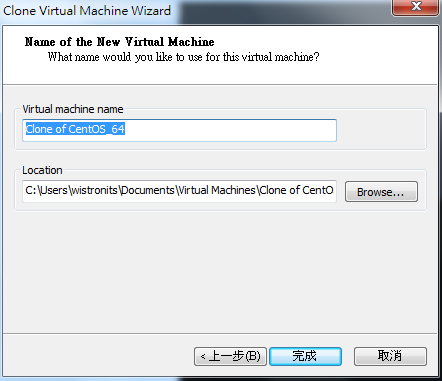 Clone Virtual Machine Wizard
Name of the New Virtual Machine
What name would you like to use for this virtual machine?
Virtual machine name
Clone of CentOS_64
Location
C:\Users\wistronits\Documents\Virtual Machines\Clone of CentO
Browse...
< 上一步(B)
完成
取消